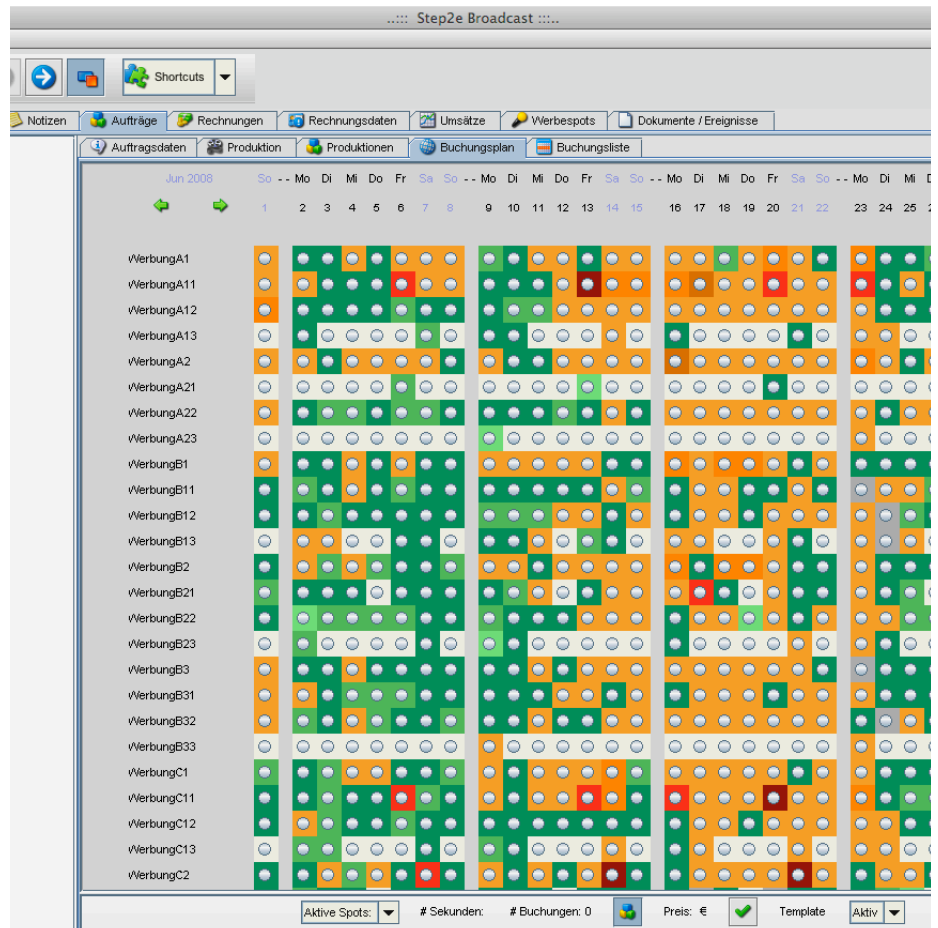 ..::: Step2e Broadcast :::..
Shortcuts
Notizen Aufträge Rechnungen Rechnungsdaten Umsätze Werbespots Dokumente / Ereignisse
Auftragsdaten Produktion Produktionen Buchungsplan Buchungsliste
Jun 2008 So - - Mo Di Mi Do Fr Sa So - - Mo Di Mi Do Fr Sa So - - Mo Di Mi Do Fr Sa So - - Mo Di Mi
1 2 3 4 5 6 7 8 9 10 11 12 13 14 15 16 17 18 19 20 21 22 23 24 25
WerbungA1
WerbungA11
WerbungA12
WerbungA13
WerbungA2
WerbungA21
WerbungA22
WerbungA23
WerbungB1
WerbungB11
WerbungB12
WerbungB13
WerbungB2
WerbungB21
WerbungB22
WerbungB23
WerbungB3
WerbungB31
WerbungB32
WerbungB33
WerbungC1
WerbungC11
WerbungC12
WerbungC13
WerbungC2
Aktive Spots: # Sekunden: # Buchungen: 0 Preis: € Template Aktiv